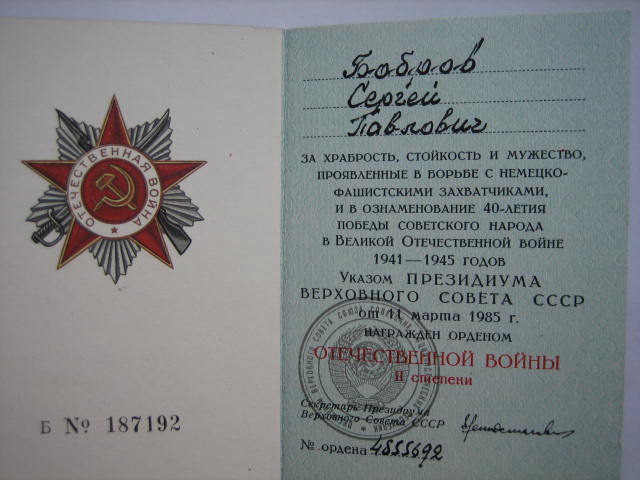 ОТЕЧЕСТВЕННАЯ ВОЙНА
Б № 187192
Бобров
Сергей
Павлович
ЗА ХРАБРОСТЬ, СТОЙКОСТЬ И МУЖЕСТВО,
ПРОЯВЛЕННЫЕ В БОРЬБЕ С НЕМЕЦКО-
ФАШИСТСКИМИ ЗАХВАТЧИКАМИ,
И В ОЗНАМЕНОВАНИЕ 40-ЛЕТИЯ
ПОБЕДЫ СОВЕТСКОГО НАРОДА
В ВЕЛИКОЙ ОТЕЧЕСТВЕННОЙ ВОЙНЕ
1941—1945 ГОДОВ
УКАЗОМ ПРЕЗИДИУМА
ВЕРХОВНОГО СОВЕТА СССР
от 11 марта 1985 г.
НАГРАЖДЕН ОРДЕНОМ
ОТЕЧЕСТВЕННОЙ ВОЙНЫ
II степени
Секретарь Президиума
Верховного Совета СССР
№ ордена 4555692